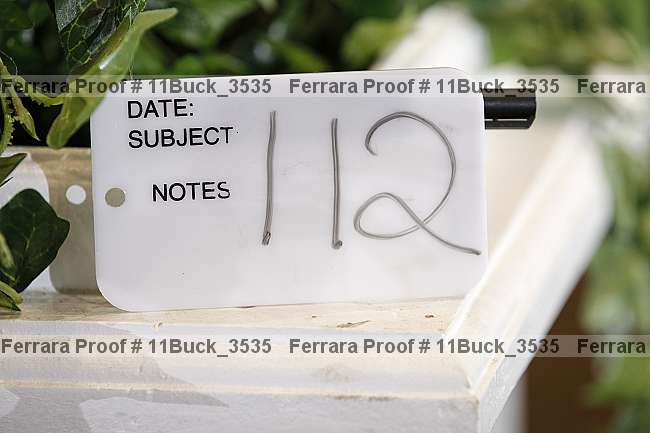 Ferrara Proof # 11Buck_3535 Ferrara Proof # 11Buck_3535 Ferrara
DATE:
SUBJECT
112
NOTES
Ferrara Proof # 11Buck_3535 Ferrara Proof # 11Buck_3535 Ferrara